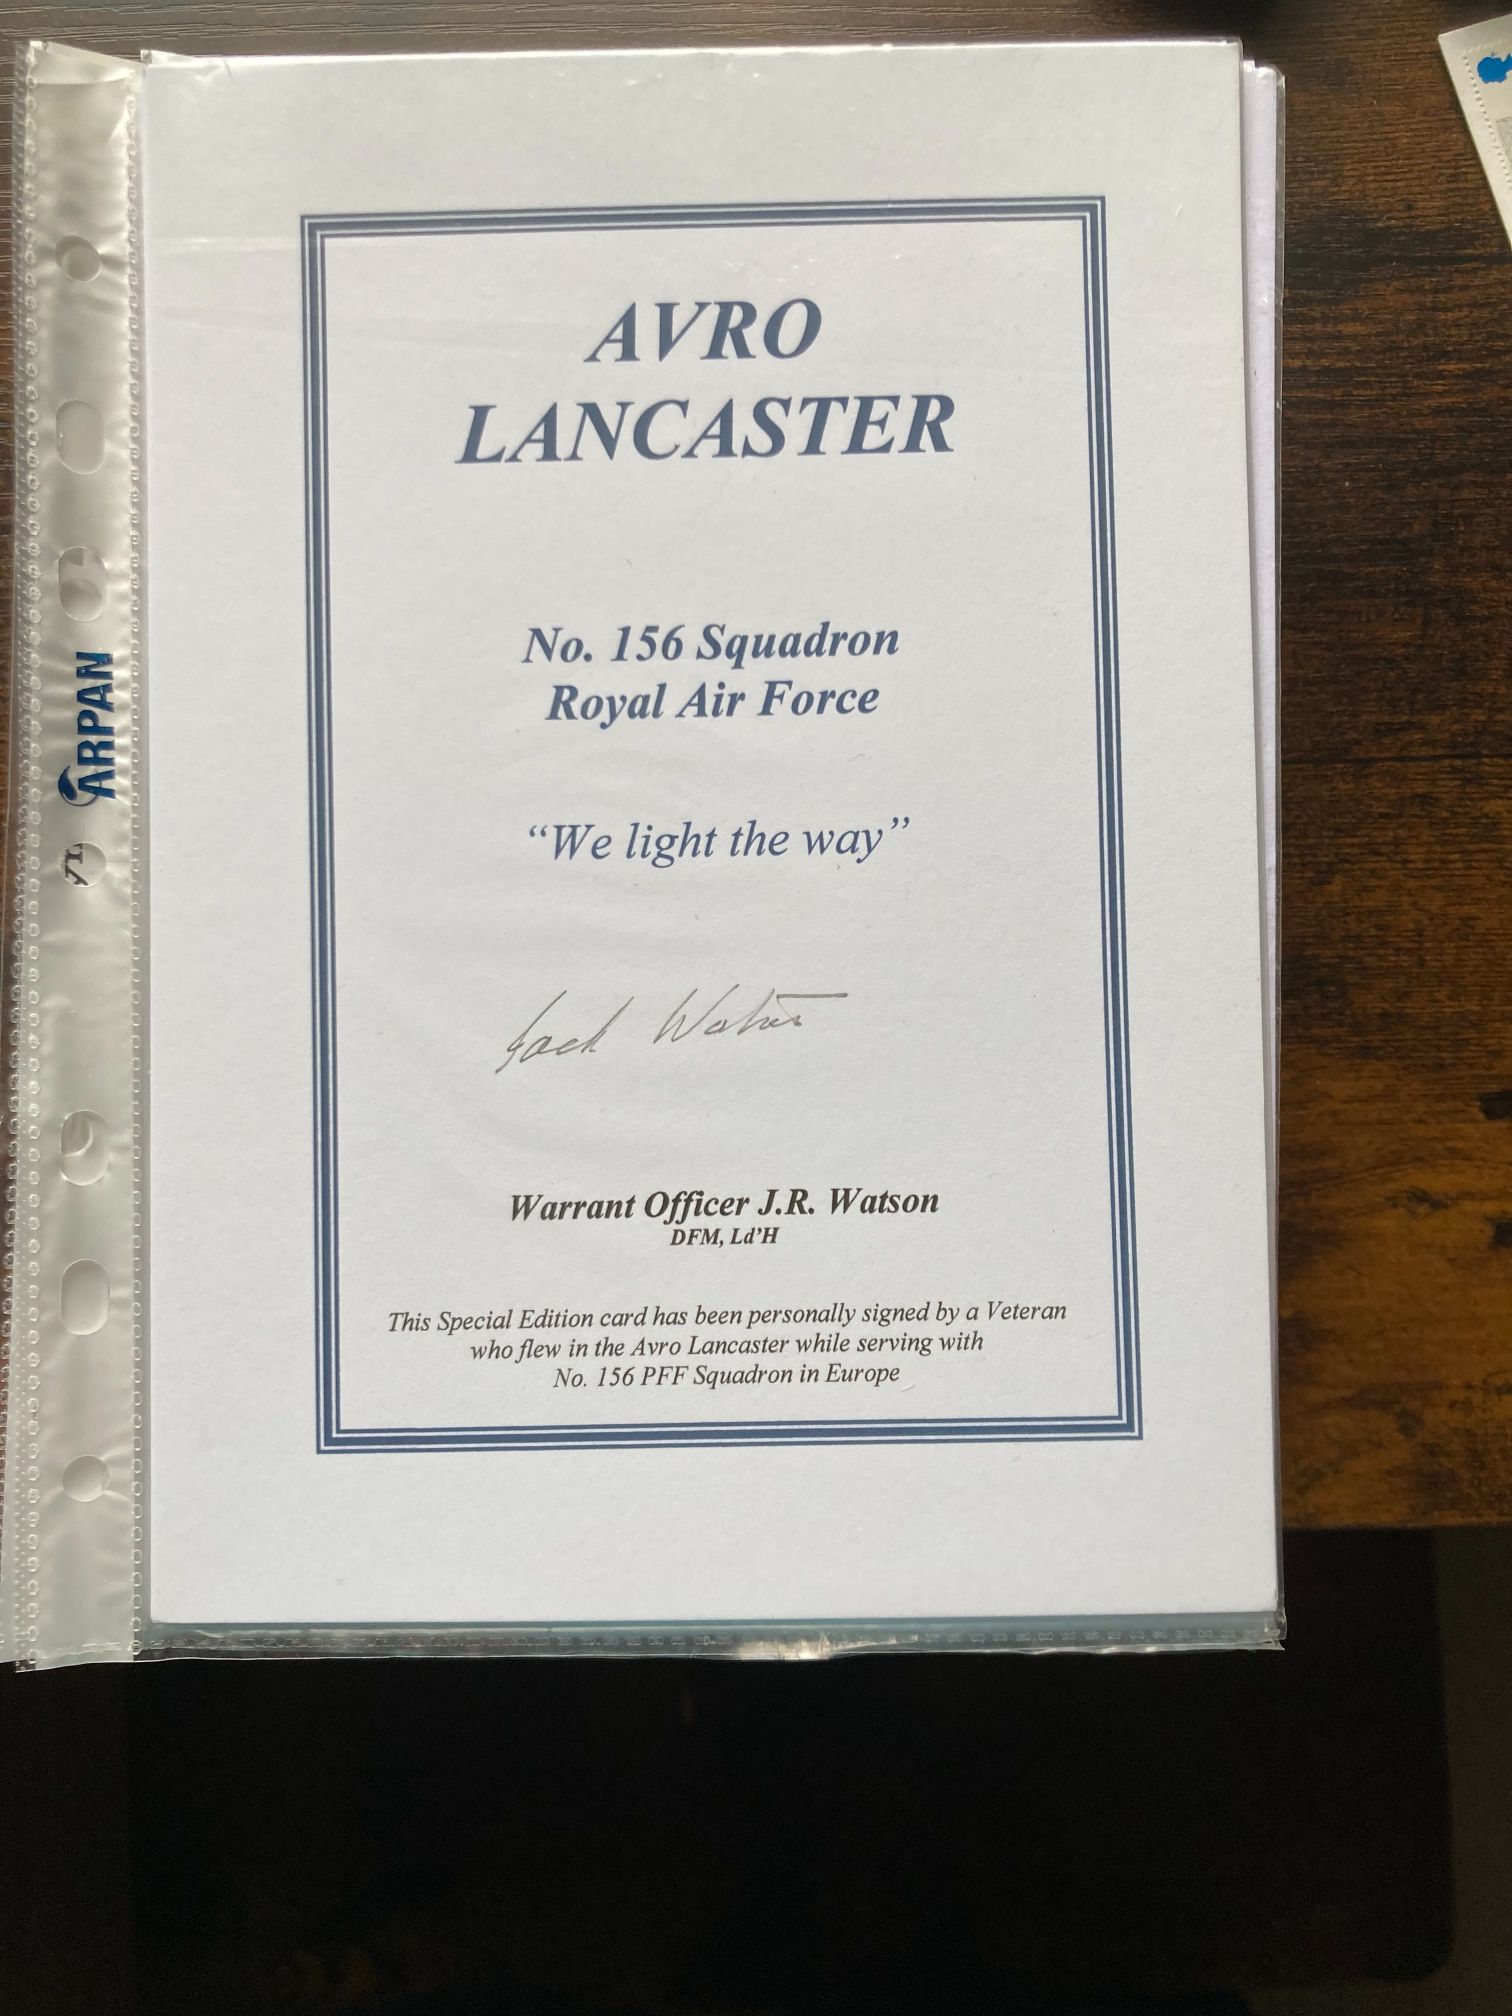 AVRO
LANCASTER
No. 156 Squadron
Royal Air Force
“We light the way”
Jack Watson
Warrant Officer J.R. Watson
DFM, Ld’H
This Special Edition card has been personally signed by a Veteran
who flew in the Avro Lancaster while serving with
No. 156 PFF Squadron in Europe
ARPAN